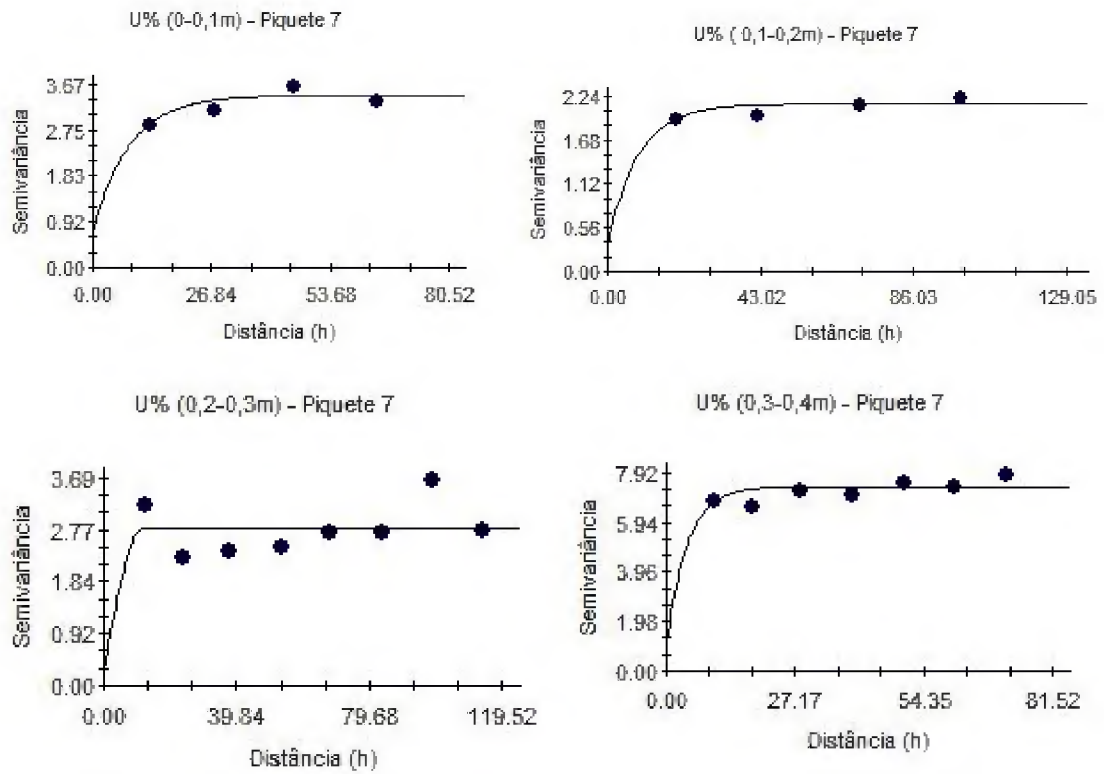 U% (0-0,1m) - Piquete 7
Semivariância
3.67
2.75
1.83
0.92
0.00
0.00 26.84 53.68 80.52
Distância (h)
U% ( 0,1-0,2m) - Piquete 7
Semivariância
2.24
1.68
1.12
0.56
0.00
0.00 43.02 86.03 129.05
Distância (h)
U% (0,2-0,3m) - Piquete 7
Semivariância
3.69
2.77
1.84
0.92
0.00
0.00 39.84 79.68 119.52
Distância (h)
U% (0,3-0,4m) - Piquete 7
Semivariância
7.92
5.94
3.96
1.98
0.00
0.00 27.17 54.35 81.52
Distância (h)